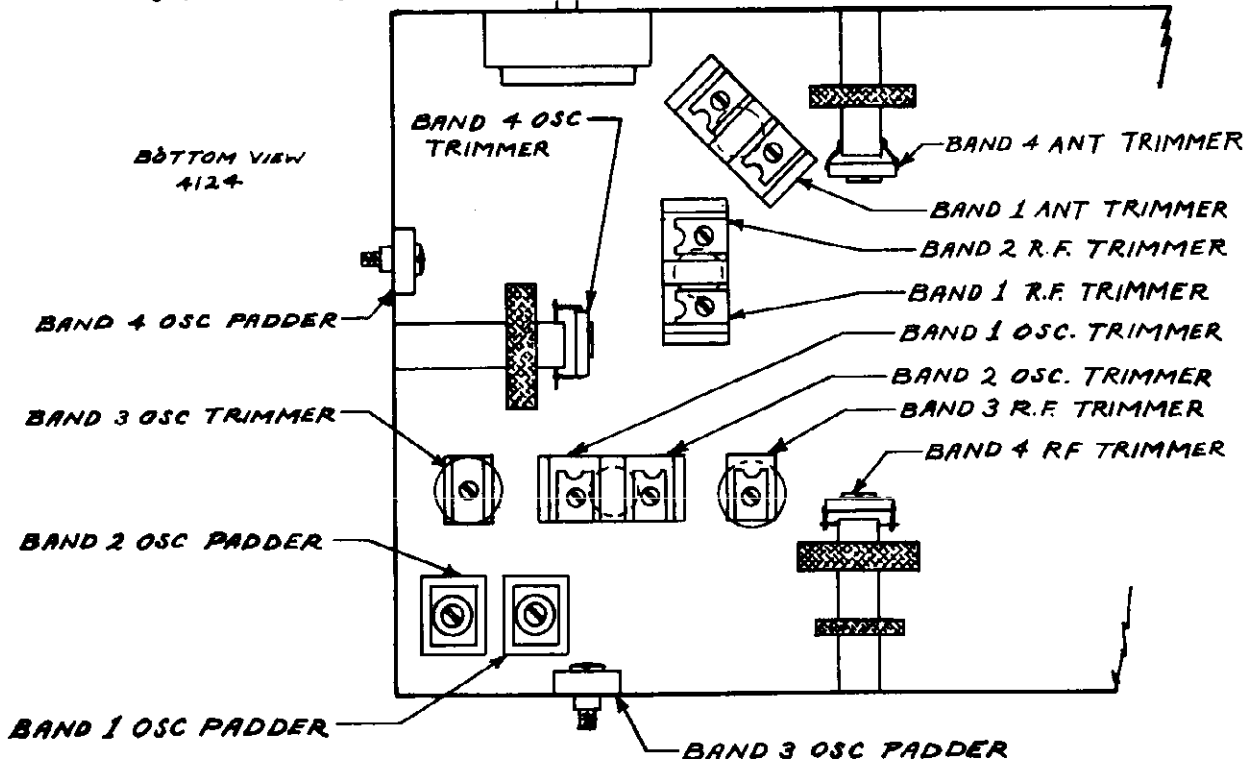 BAND 4 OSC
TRIMMER
BOTTOM VIEW
4124
BAND 4 ANT TRIMMER
BAND 1 ANT TRIMMER
BAND 2 R.F. TRIMMER
BAND 1 R.F. TRIMMER
BAND 4 OSC PADDER
BAND 1 OSC. TRIMMER
BAND 2 OSC. TRIMMER
BAND 3 OSC TRIMMER
BAND 3 R.F. TRIMMER
BAND 4 RF TRIMMER
BAND 2 OSC PADDER
BAND 1 OSC PADDER
BAND 3 OSC PADDER